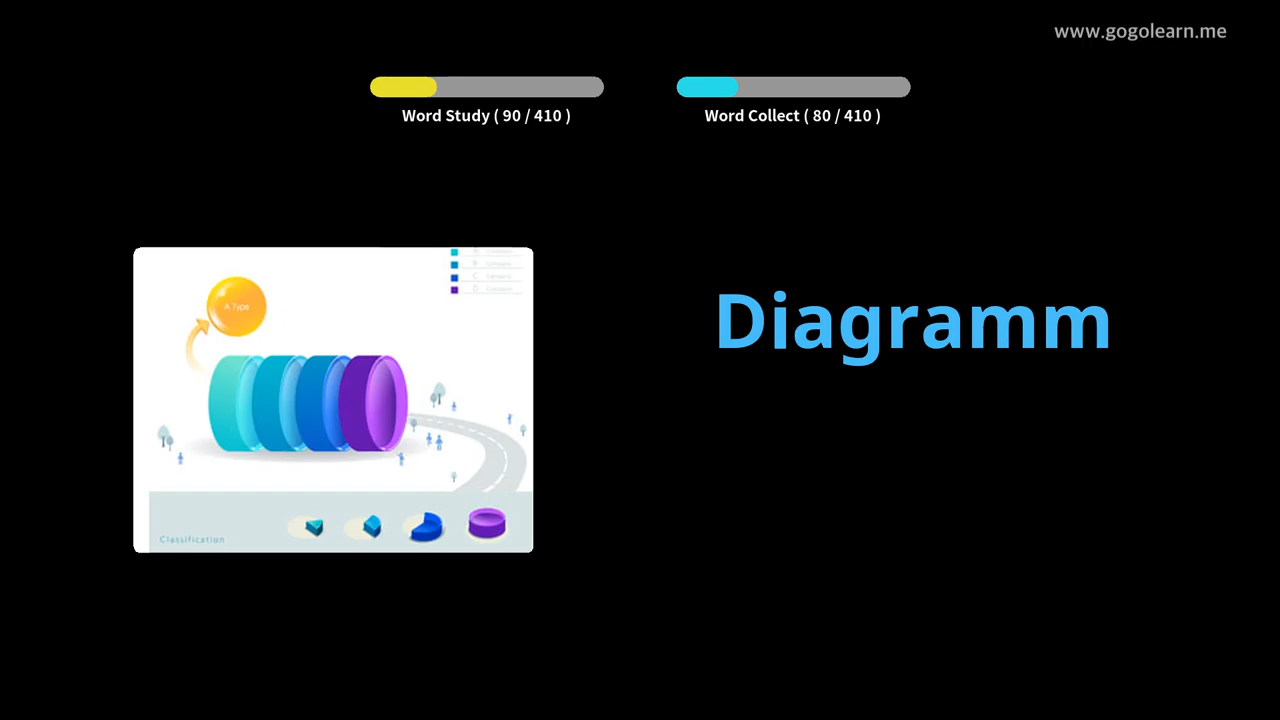 www.gogolearn.me
Word Study ( 90 / 410 )
Word Collect ( 80 / 410 )
Diagramm
A Type
B
C
D
Classification